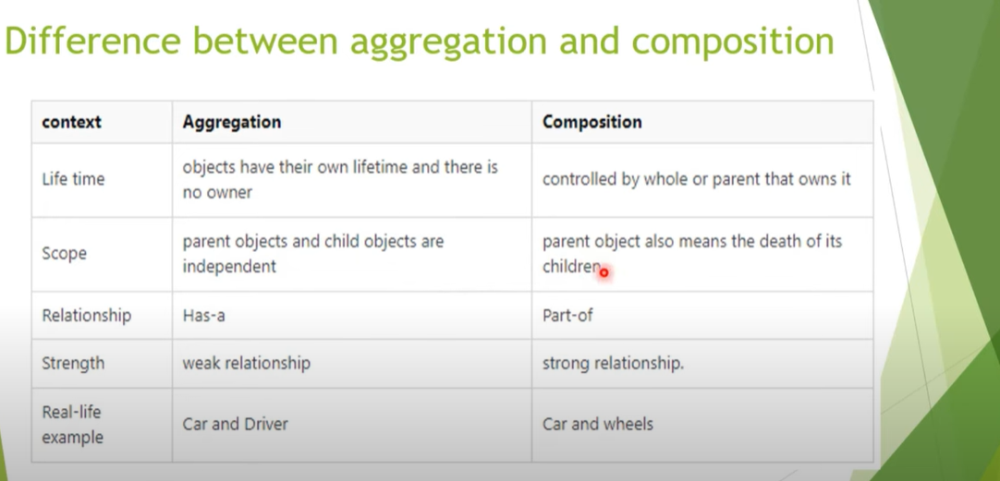 Difference between aggregation and composition
context Aggregation Composition
Life time objects have their own lifetime and there is no owner controlled by whole or parent that owns it
Scope parent objects and child objects are independent parent object also means the death of its children.
Relationship Has-a Part-of
Strength weak relationship strong relationship.
Real-life example Car and Driver Car and wheels